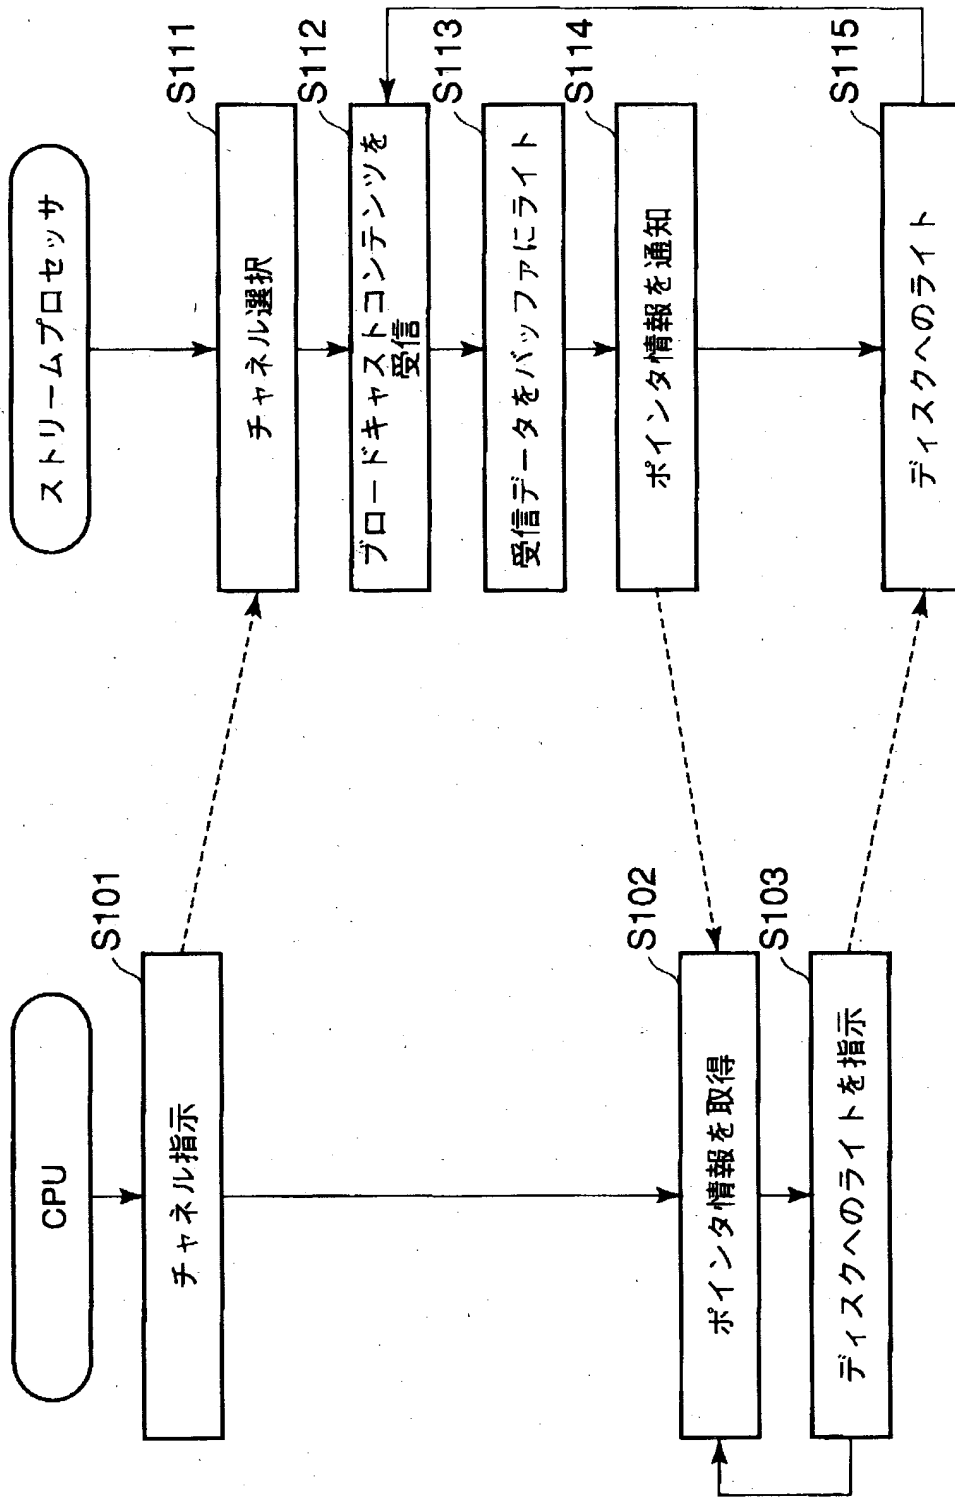 CPU
S101
チャネル指示
S102
ポインタ情報を取得
S103
ディスクへのライトを指示
ストリームプロセッサ
S111
チャネル選択
S112
ブロードキャストコンテンツを
受信
S113
受信データをバッファにライト
S114
ポインタ情報を通知
S115
ディスクへのライト